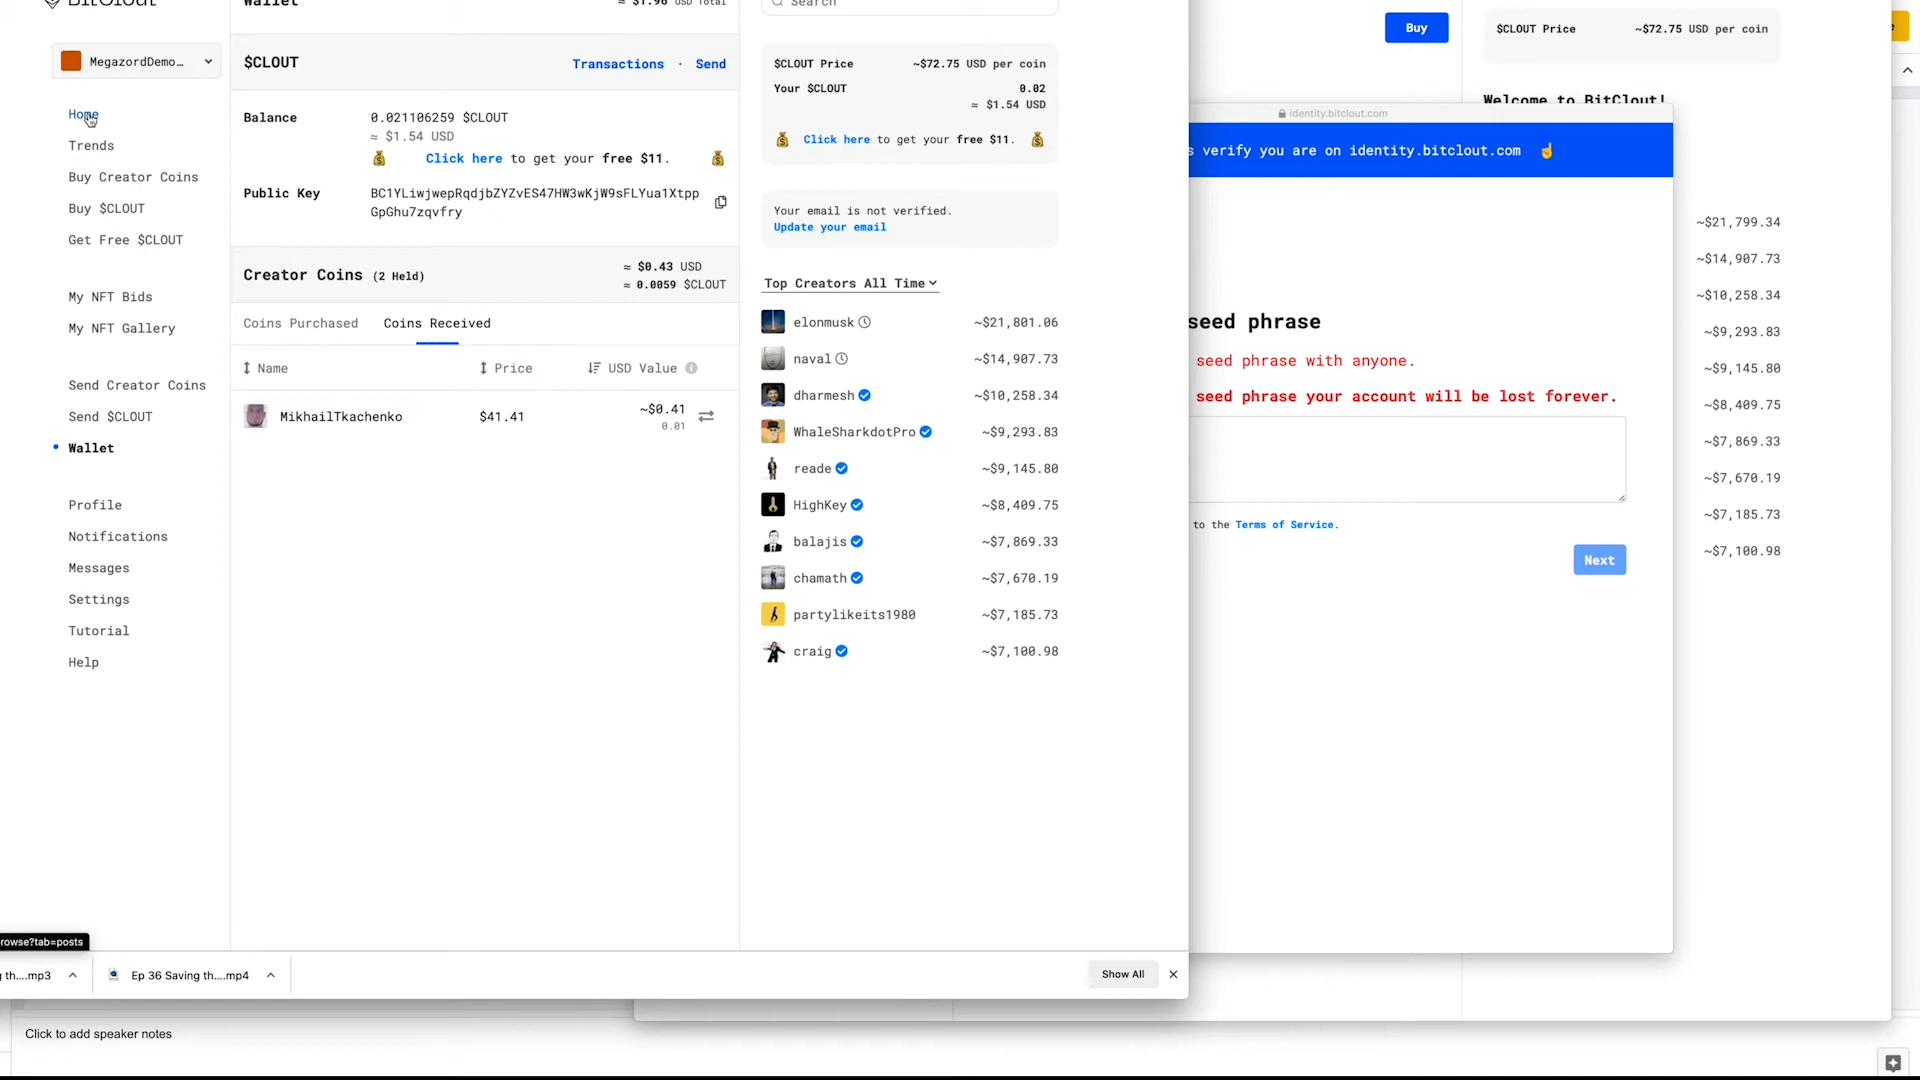 BitClout
MegazordDemo...
Home
Trends
Buy Creator Coins
Buy $CLOUT
Get Free $CLOUT
My NFT Bids
My NFT Gallery
Send Creator Coins
Send $CLOUT
Wallet
Profile
Notifications
Messages
Settings
Tutorial
Help
Wallet
≈ $1.96 USD Total
$CLOUT
Transactions · Send
Balance
0.021106259 $CLOUT
≈ $1.54 USD
Click here to get your free $11.
Public Key
BC1YLiwjwepRqdjbZYZvES47HW3wKjW9sFLYua1Xtpp
GpGhu7zqvfry
Creator Coins (2 Held)
≈ $0.43 USD
≈ 0.0059 $CLOUT
Coins Purchased
Coins Received
Name
Price
USD Value
MikhailTkachenko
$41.41
~$0.41
0.01
Search
$CLOUT Price ~$72.75 USD per coin
Your $CLOUT 0.02
≈ $1.54 USD
Click here to get your free $11.
Your email is not verified.
Update your email
Top Creators All Time
elonmusk ~$21,801.06
naval ~$14,907.73
dharmesh ~$10,258.34
WhaleSharkdotPro ~$9,293.83
reade ~$9,145.80
HighKey ~$8,409.75
balajis ~$7,869.33
chamath ~$7,670.19
partylikeits1980 ~$7,185.73
craig ~$7,100.98
Buy
$CLOUT Price ~$72.75 USD per coin
Welcome to BitClout!
identity.bitclout.com
s verify you are on identity.bitclout.com
seed phrase
seed phrase with anyone.
seed phrase your account will be lost forever.
to the Terms of Service.
Next
~$21,799.34
~$14,907.73
~$10,258.34
~$9,293.83
~$9,145.80
~$8,409.75
~$7,869.33
~$7,670.19
~$7,185.73
~$7,100.98
rowse?tab=posts
g th....mp3
Ep 36 Saving th....mp4
Show All
Click to add speaker notes